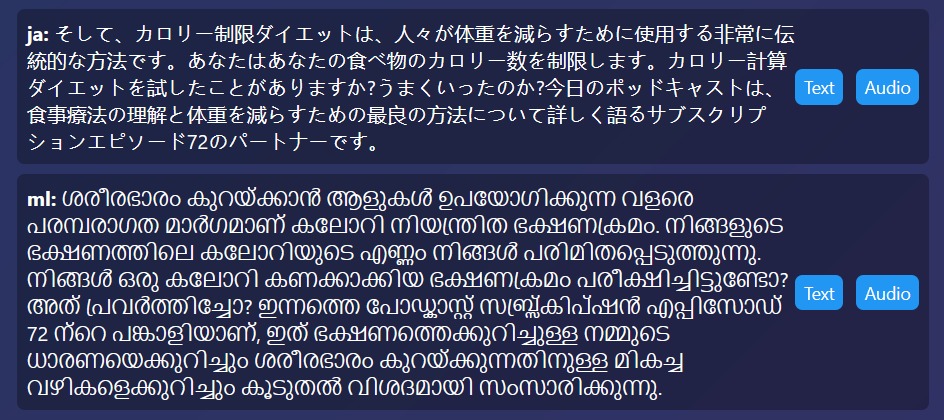 ja: そして、カロリー制限ダイエットは、人々が体重を減らすために使用する非常に伝
統的な方法です。あなたはあなたの食べ物のカロリー数を制限します。カロリー計算
ダイエットを試したことがありますか?うまくいったのか?今日のポッドキャストは、
食事療法の理解と体重を減らすための最良の方法について詳しく語るサブスクリプ
ションエピソード72のパートナーです。
Text
Audio
ml: ശരീരഭാരം കുറയ്ക്കാൻ ആളുകൾ ഉപയോഗിക്കുന്ന വളരെ
പരമ്പരാഗത മാർഗമാണ് കലോറി നിയന്ത്രിത ഭക്ഷണക്രമം. നിങ്ങളുടെ
ഭക്ഷണത്തിലെ കലോറിയുടെ എണ്ണം നിങ്ങൾ പരിമിതപ്പെടുത്തുന്നു.
നിങ്ങൾ ഒരു കലോറി കണക്കാക്കിയ ഭക്ഷണക്രമം പരീക്ഷിച്ചിട്ടുണ്ടോ?
അത് പ്രവർത്തിച്ചോ? ഇന്നത്തെ പോഡ്കാസ്റ്റ് സബ്സ്ക്രിപ്ഷൻ എപ്പിസോഡ്
72 ന്റെ പങ്കാളിയാണ്, ഇത് ഭക്ഷണത്തെക്കുറിച്ചുള്ള നമ്മുടെ
ധാരണയെക്കുറിച്ചും ശരീരഭാരം കുറയ്ക്കുന്നതിനുള്ള മികച്ച
വഴികളെക്കുറിച്ചും കൂടുതൽ വിശദമായി സംസാരിക്കുന്നു.
Text
Audio